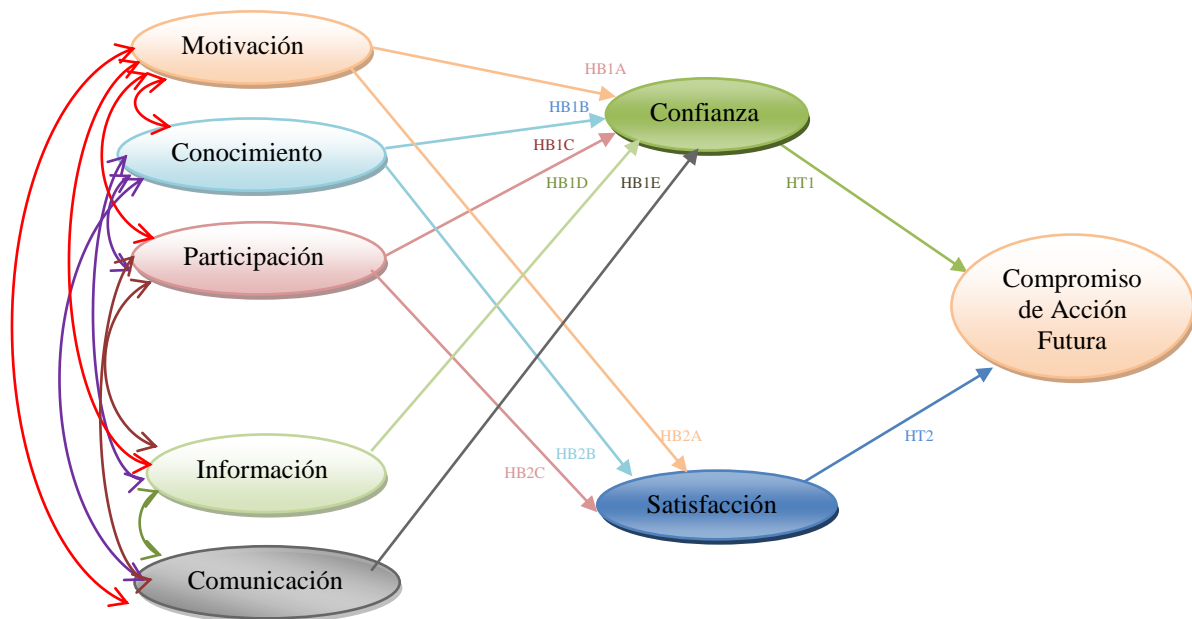 Motivación
HB1A
Confianza
HB1B
Conocimiento
HB1C
HB1D
HB1E
HT1
Participación
Compromiso
de Acción
Futura
HB2A
HT2
HB2B
HB2C
Información
Satisfacción
Comunicación